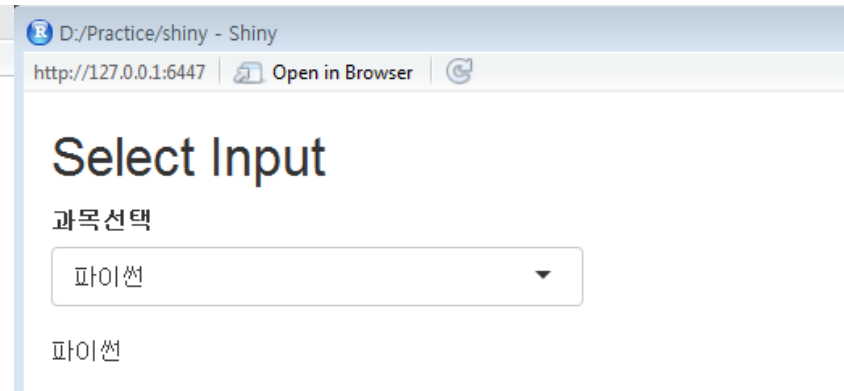 D:/Practice/shiny - Shiny
http://127.0.0.1:6447 Open in Browser
Select Input
과목선택
파이썬
파이썬